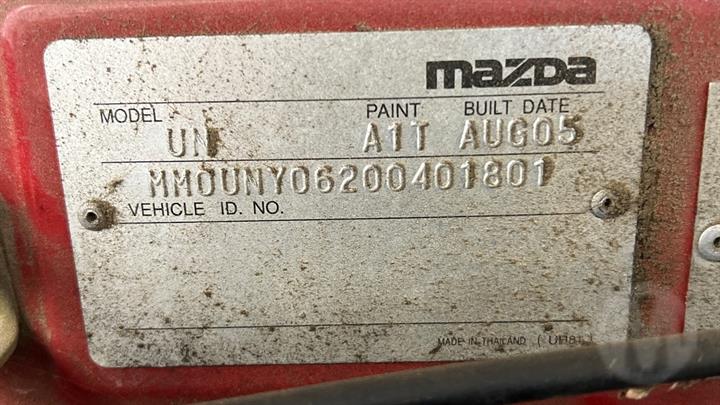 mazda
MODEL PAINT BUILT DATE
UN A1T AUG05
MM0UNY06200401801
VEHICLE ID. NO.
MADE IN THAILAND